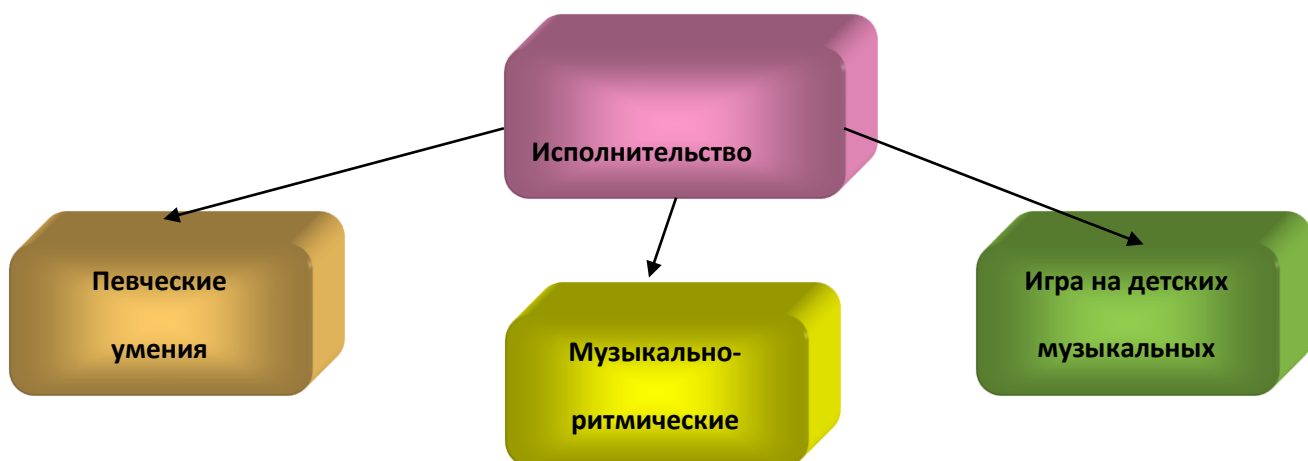 Исполнительство
Певческие
умения
Музыкально-
ритмические
Игра на детских
музыкальных